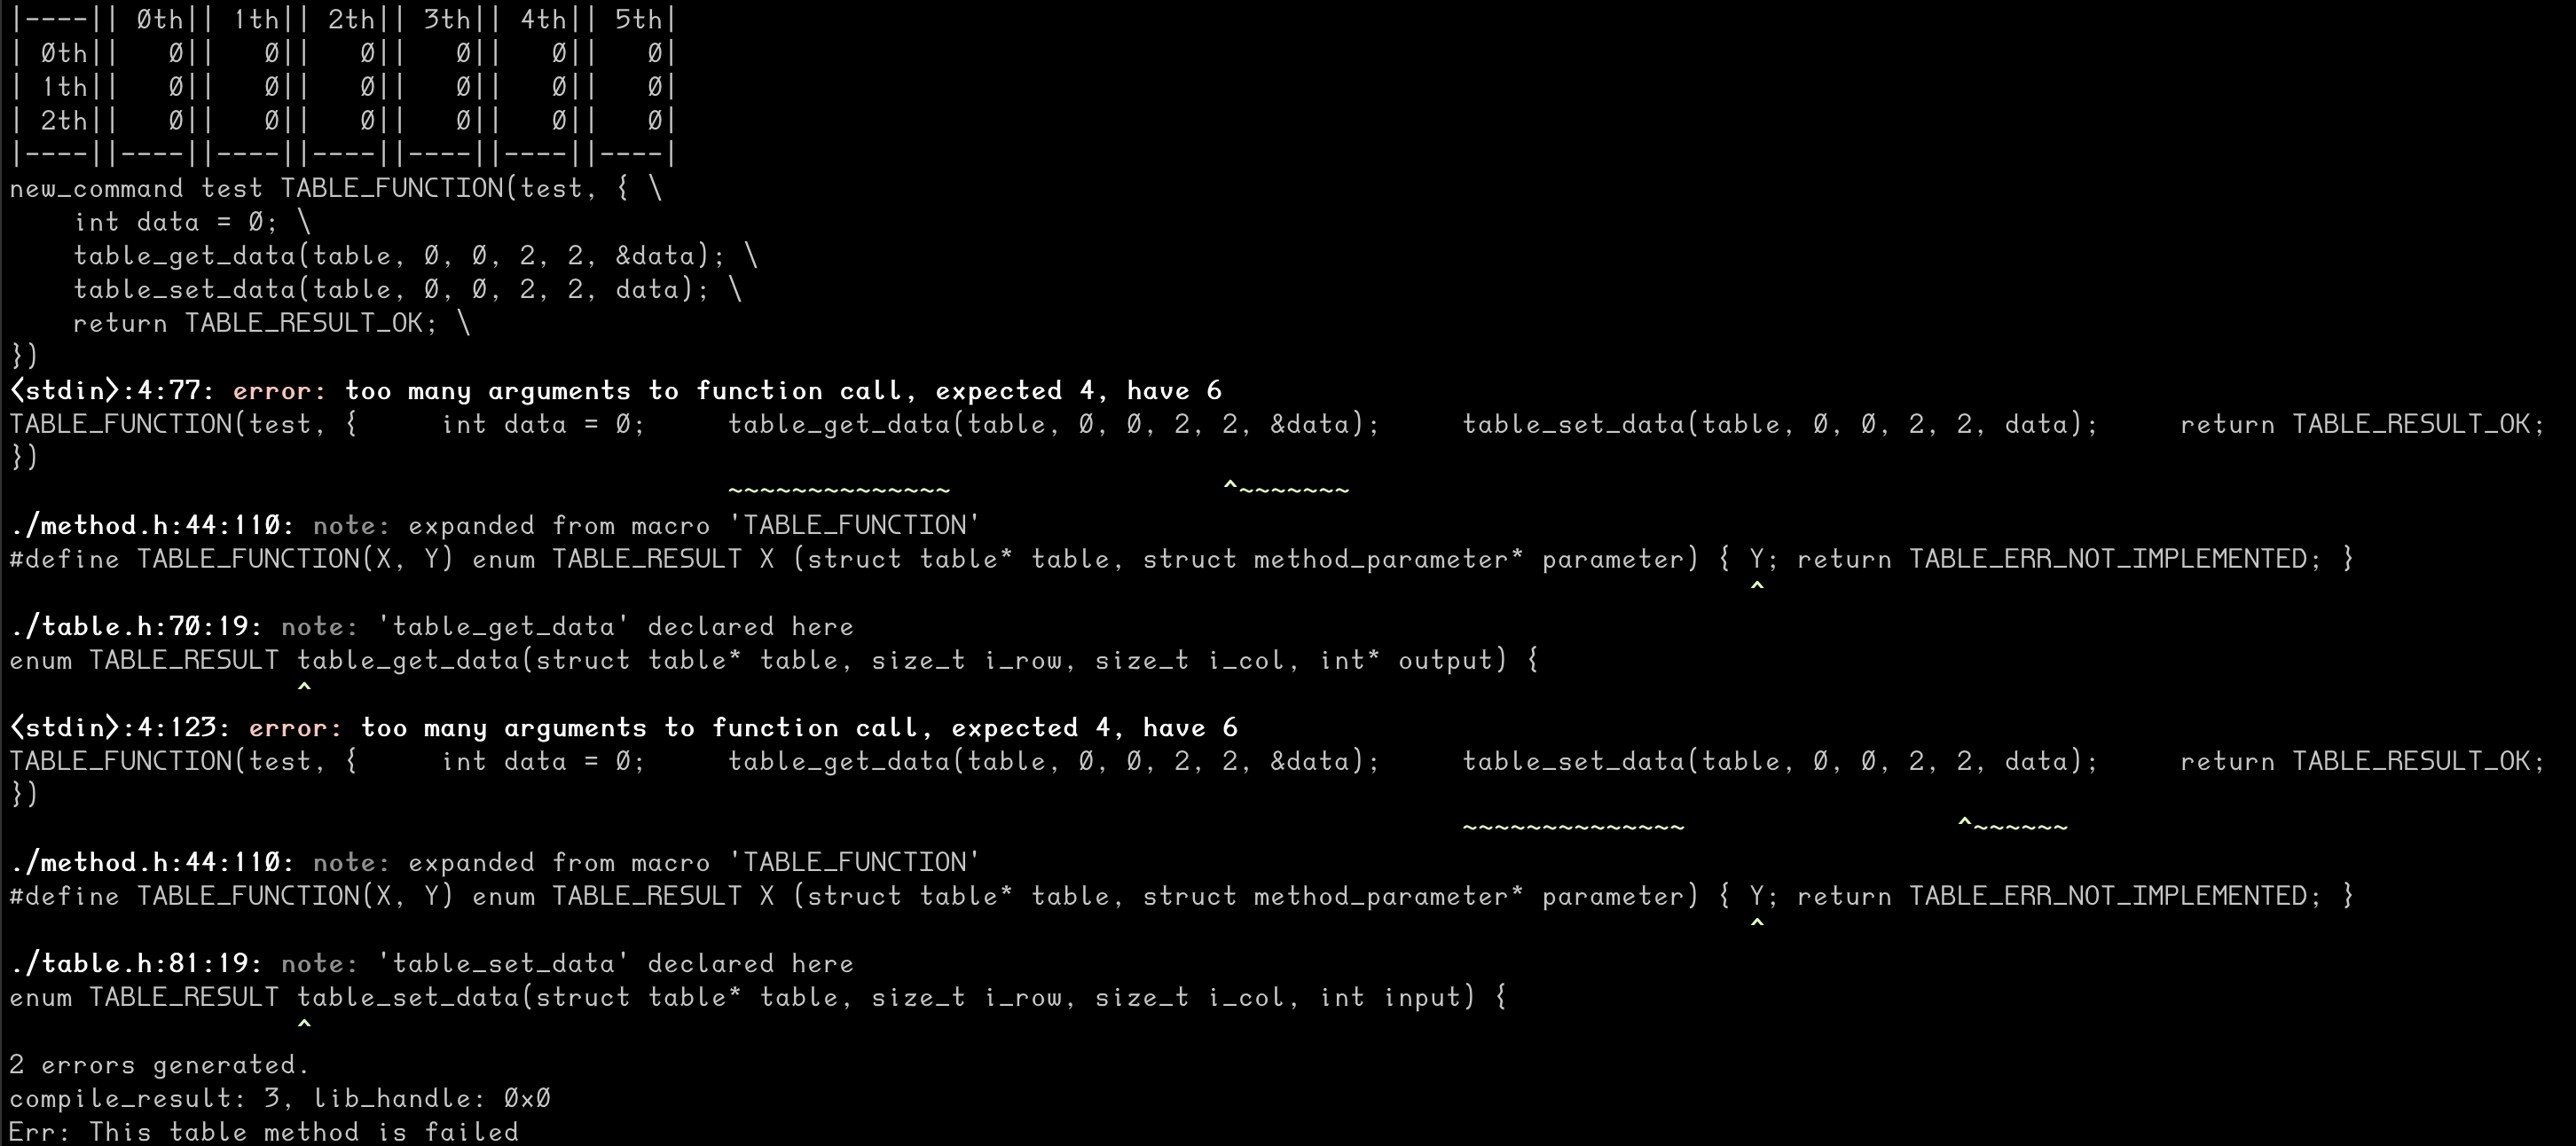 |----|| 0th|| 1th|| 2th|| 3th|| 4th|| 5th|
| 0th||   0||   0||   0||   0||   0||   0|
| 1th||   0||   0||   0||   0||   0||   0|
| 2th||   0||   0||   0||   0||   0||   0|
|----||----||----||----||----||----||----|
new_command test TABLE_FUNCTION(test, { \
    int data = 0; \
    table_get_data(table, 0, 0, 2, 2, &data); \
    table_set_data(table, 0, 0, 2, 2, data); \
    return TABLE_RESULT_OK; \
})
<stdin>:4:77: error: too many arguments to function call, expected 4, have 6
TABLE_FUNCTION(test, {     int data = 0;     table_get_data(table, 0, 0, 2, 2, &data);     table_set_data(table, 0, 0, 2, 2, data);     return TABLE_RESULT_OK;
})
                                             ~~~~~~~~~~~~~~                 ^~~~~~~
./method.h:44:110: note: expanded from macro 'TABLE_FUNCTION'
#define TABLE_FUNCTION(X, Y) enum TABLE_RESULT X (struct table* table, struct method_parameter* parameter) { Y; return TABLE_ERR_NOT_IMPLEMENTED; }
                                                                                                             ^
./table.h:70:19: note: 'table_get_data' declared here
enum TABLE_RESULT table_get_data(struct table* table, size_t i_row, size_t i_col, int* output) {
                  ^
<stdin>:4:123: error: too many arguments to function call, expected 4, have 6
TABLE_FUNCTION(test, {     int data = 0;     table_get_data(table, 0, 0, 2, 2, &data);     table_set_data(table, 0, 0, 2, 2, data);     return TABLE_RESULT_OK;
})
                                                                                           ~~~~~~~~~~~~~~                 ^~~~~~
./method.h:44:110: note: expanded from macro 'TABLE_FUNCTION'
#define TABLE_FUNCTION(X, Y) enum TABLE_RESULT X (struct table* table, struct method_parameter* parameter) { Y; return TABLE_ERR_NOT_IMPLEMENTED; }
                                                                                                             ^
./table.h:81:19: note: 'table_set_data' declared here
enum TABLE_RESULT table_set_data(struct table* table, size_t i_row, size_t i_col, int input) {
                  ^
2 errors generated.
compile_result: 3, lib_handle: 0x0
Err: This table method is failed